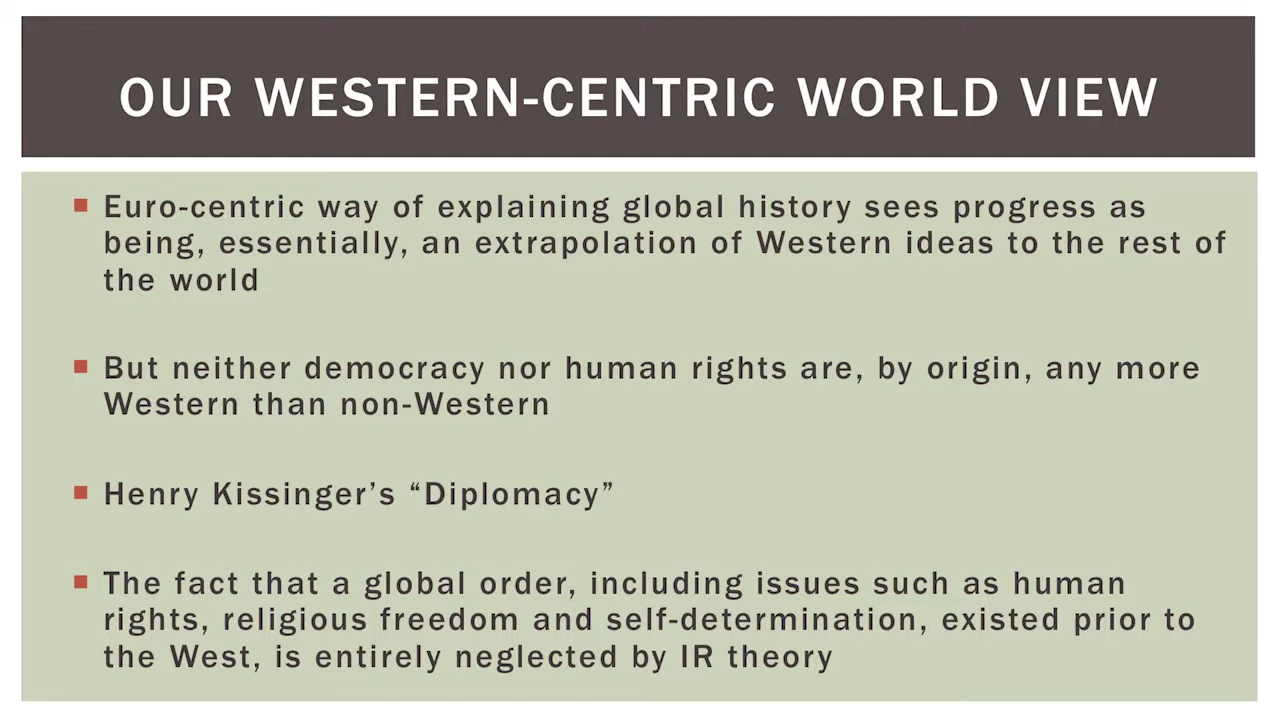 OUR WESTERN-CENTRIC WORLD VIEW
Euro-centric way of explaining global history sees progress as
being, essentially, an extrapolation of Western ideas to the rest of
the world
But neither democracy nor human rights are, by origin, any more
Western than non-Western
Henry Kissinger’s “Diplomacy”
The fact that a global order, including issues such as human
rights, religious freedom and self-determination, existed prior to
the West, is entirely neglected by IR theory